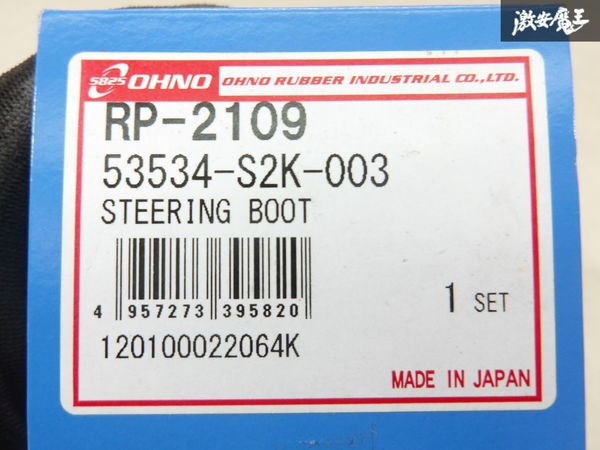 激安魔王
5825 OHNO OHNO RUBBER INDUSTRIAL CO.,LTD.
RP-2109
53534-S2K-003
STEERING BOOT
4 957273 395820
1 SET
120100022064K
MADE IN JAPAN